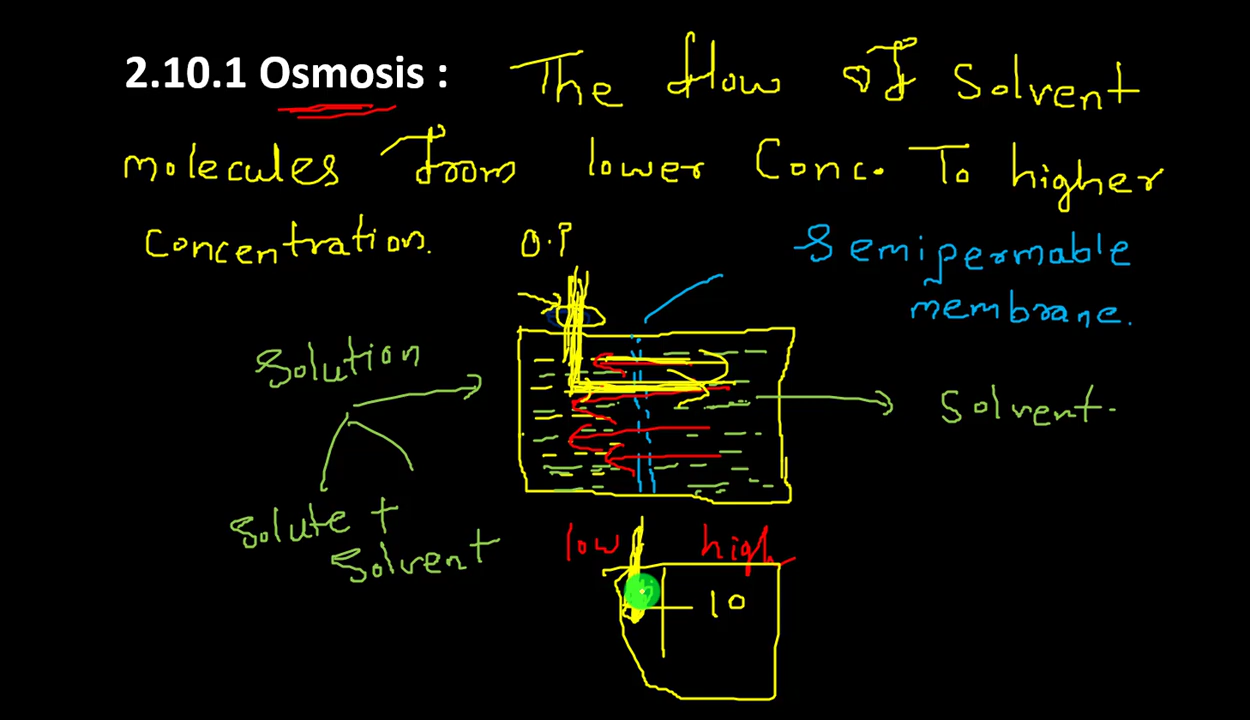 2.10.1 Osmosis : The flow of Solvent
molecules from lower Conc. To higher
concentration.
O.P
Semipermable
membrane.
Solution
Solvent.
Solute +
Solvent
low high
10